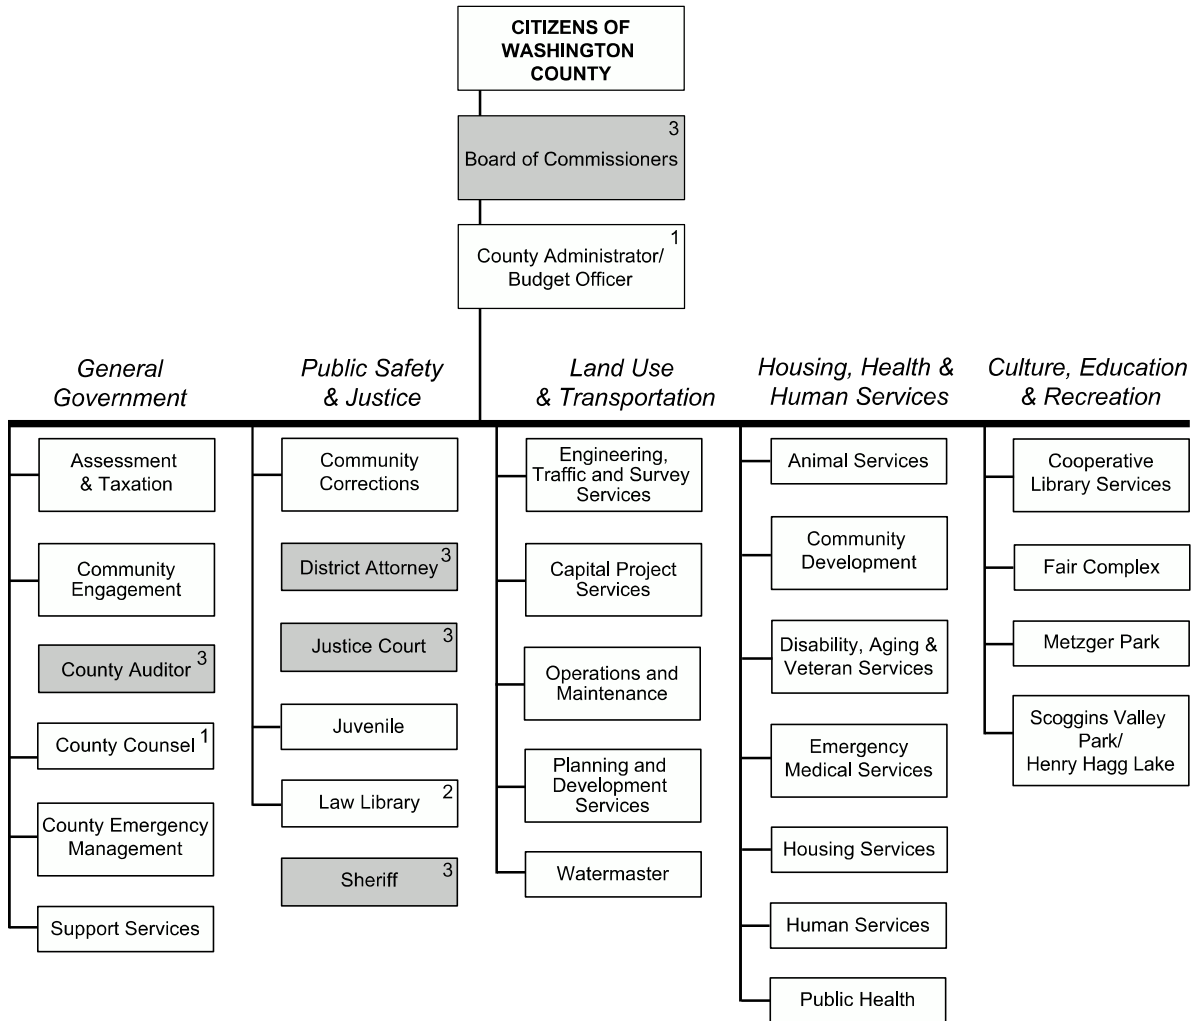 CITIZENS OF
WASHINGTON
COUNTY
3
Board of Commissioners
1
County Administrator/
Budget Officer
General
Government
Assessment
& Taxation
Community
Engagement
County Auditor 3
County Counsel 1
County Emergency
Management
Support Services
Public Safety
& Justice
Community
Corrections
District Attorney 3
Justice Court 3
Juvenile
Law Library 2
Sheriff 3
Land Use
& Transportation
Engineering,
Traffic and Survey
Services
Capital Project
Services
Operations and
Maintenance
Planning and
Development
Services
Watermaster
Housing, Health &
Human Services
Animal Services
Community
Development
Disability, Aging &
Veteran Services
Emergency
Medical Services
Housing Services
Human Services
Public Health
Culture, Education
& Recreation
Cooperative
Library Services
Fair Complex
Metzger Park
Scoggins Valley
Park/
Henry Hagg Lake